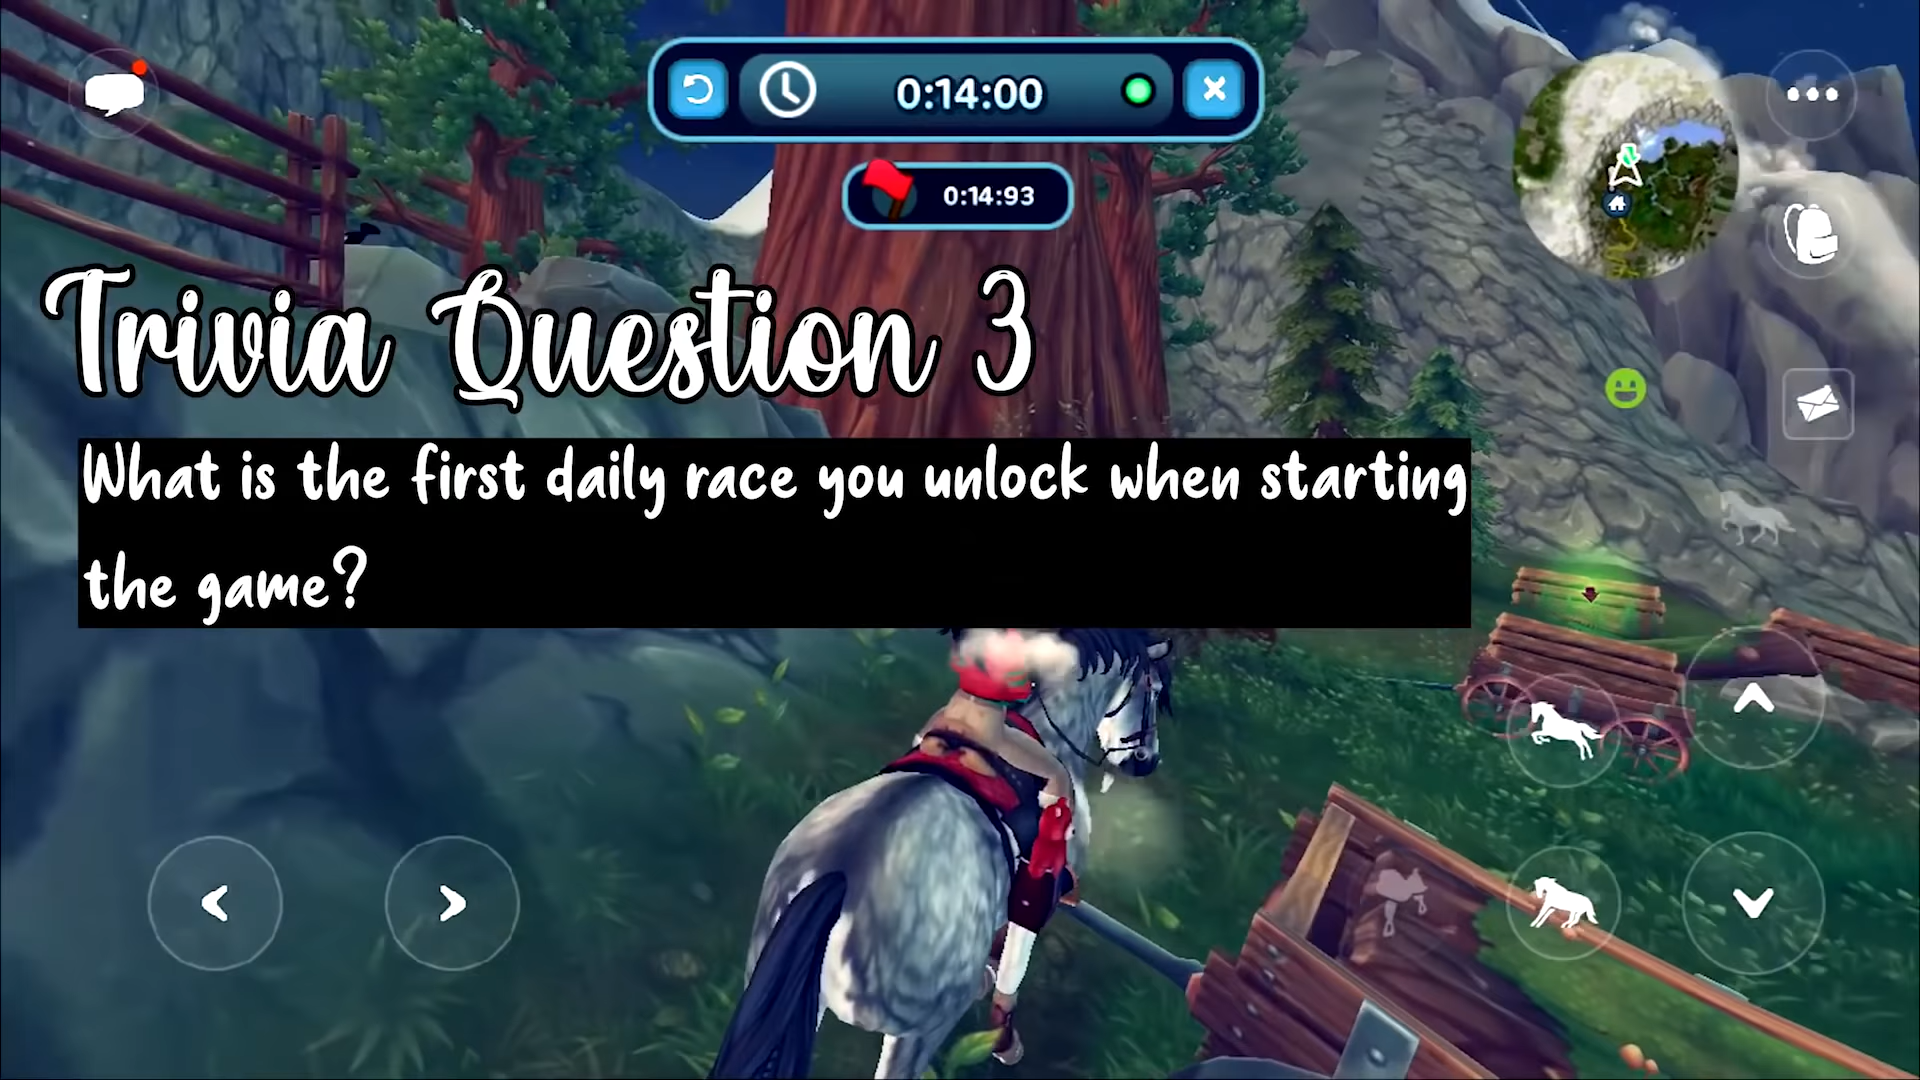 0:14:00
0:14:93
Trivia Question 3
What is the first daily race you unlock when starting
the game?